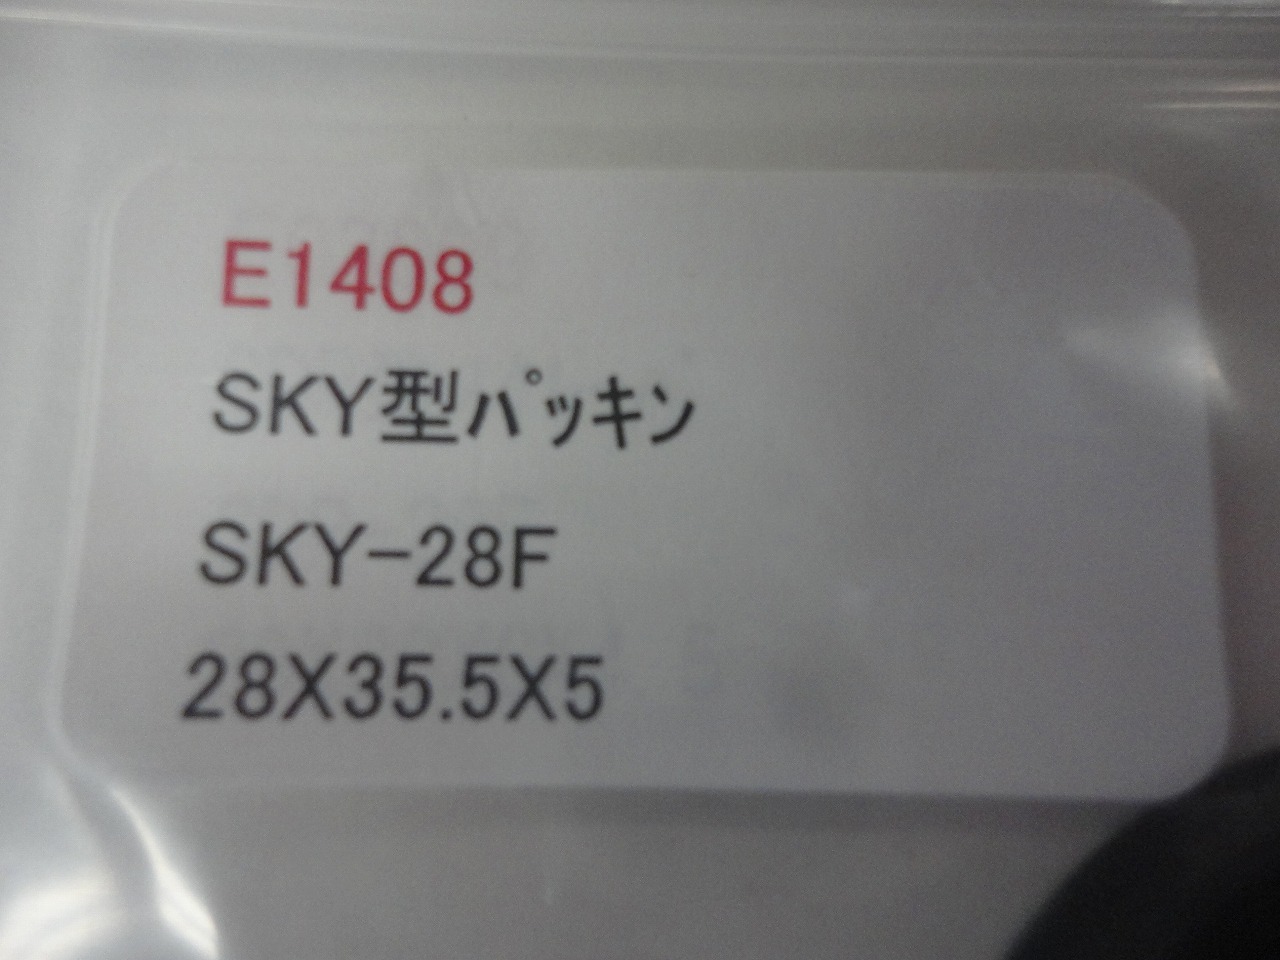 E1408
SKY型ﾊﾟｯｷﾝ
SKY-28F
28X35.5X5